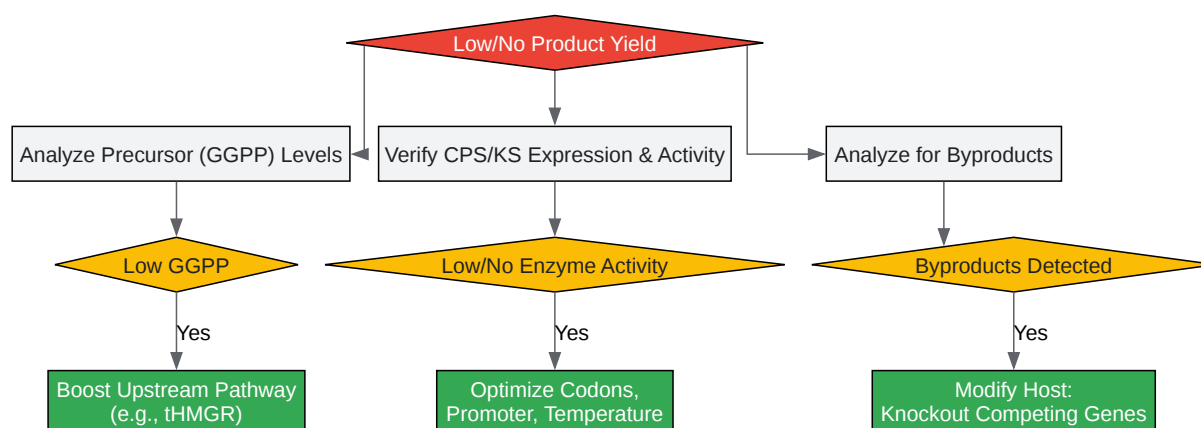 Low/No Product Yield
Analyze Precursor (GGPP) Levels
Verify CPS/KS Expression & Activity
Analyze for Byproducts
Low GGPP
Low/No Enzyme Activity
Byproducts Detected
Yes
Yes
Yes
Boost Upstream Pathway
(e.g., tHMGR)
Optimize Codons,
Promoter, Temperature
Modify Host:
Knockout Competing Genes